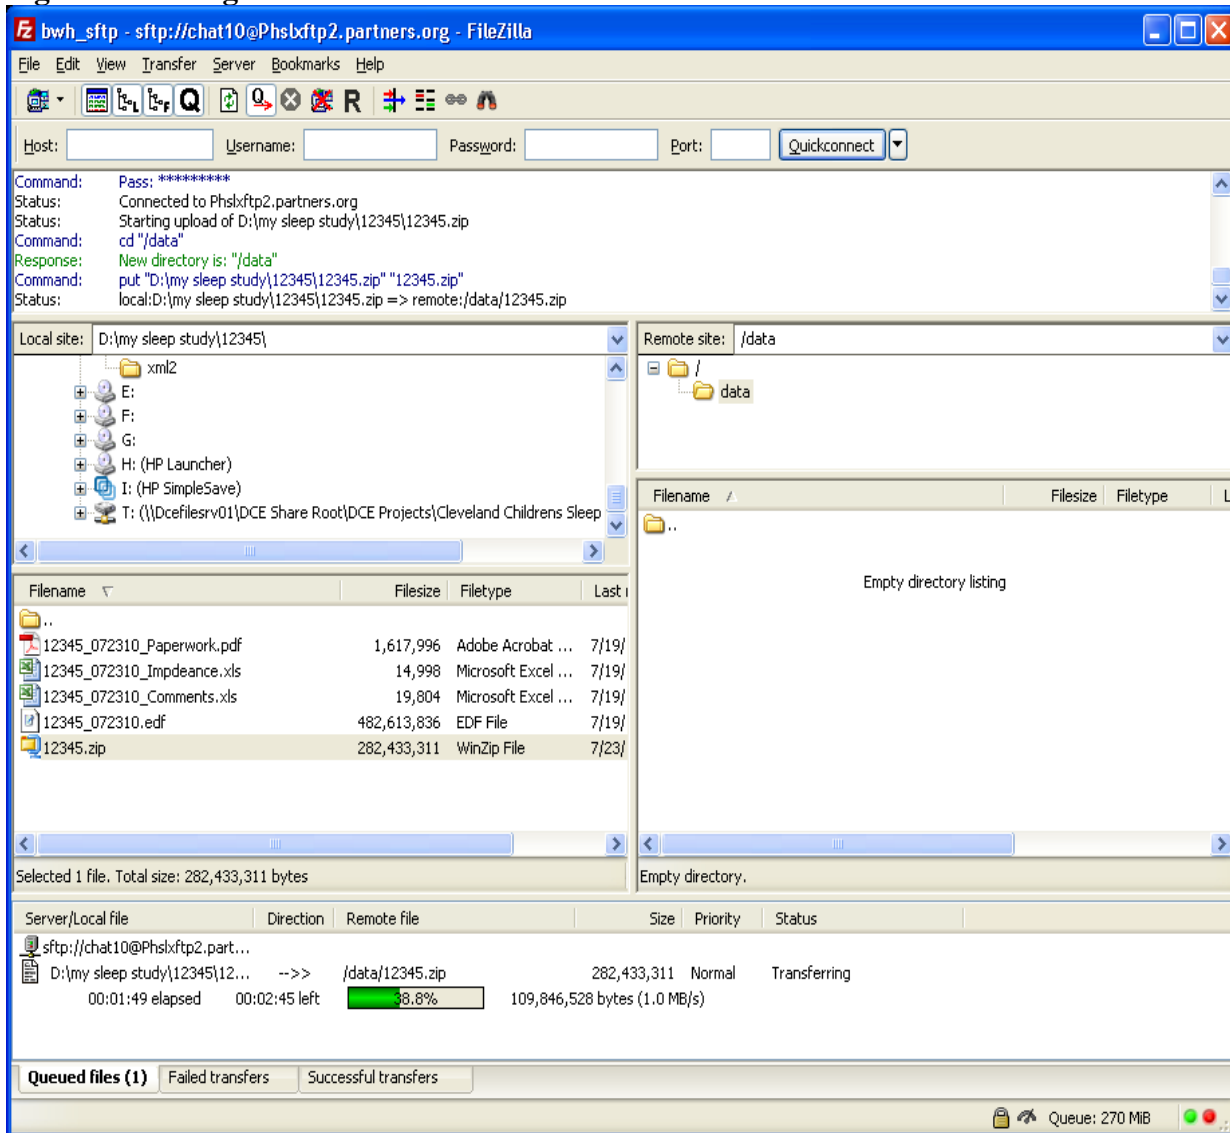 bwh_sftp - sftp://chat10@Phslxftp2.partners.org - FileZilla
File Edit View Transfer Server Bookmarks Help
Host: Username: Password: Port: Quickconnect
Command: Pass: *********
Status: Connected to Phslxftp2.partners.org
Status: Starting upload of D:\my sleep study\12345\12345.zip
Command: cd "/data"
Response: New directory is: "/data"
Command: put "D:\my sleep study\12345\12345.zip" "12345.zip"
Status: local:D:\my sleep study\12345\12345.zip => remote:/data/12345.zip
Local site: D:\my sleep study\12345\
xml2
E:
F:
G:
H: (HP Launcher)
I: (HP SimpleSave)
T: (\\Dcefilesrv01\DCE Share Root\DCE Projects\Cleveland Childrens Sleep
Filename Filesize Filetype Last
..
12345_072310_Paperwork.pdf 1,617,996 Adobe Acrobat ... 7/19/
12345_072310_Impdeance.xls 14,998 Microsoft Excel ... 7/19/
12345_072310_Comments.xls 19,804 Microsoft Excel ... 7/19/
12345_072310.edf 482,613,836 EDF File 7/19/
12345.zip 282,433,311 WinZip File 7/23/
Selected 1 file. Total size: 282,433,311 bytes
Remote site: /data
/
data
Filename Filesize Filetype L
..
Empty directory listing
Empty directory.
Server/Local file Direction Remote file Size Priority Status
sftp://chat10@Phslxftp2.part...
D:\my sleep study\12345\12... -->> /data/12345.zip 282,433,311 Normal Transferring
00:01:49 elapsed 00:02:45 left 38.8% 109,846,528 bytes (1.0 MB/s)
Queued files (1) Failed transfers Successful transfers
Queue: 270 MiB